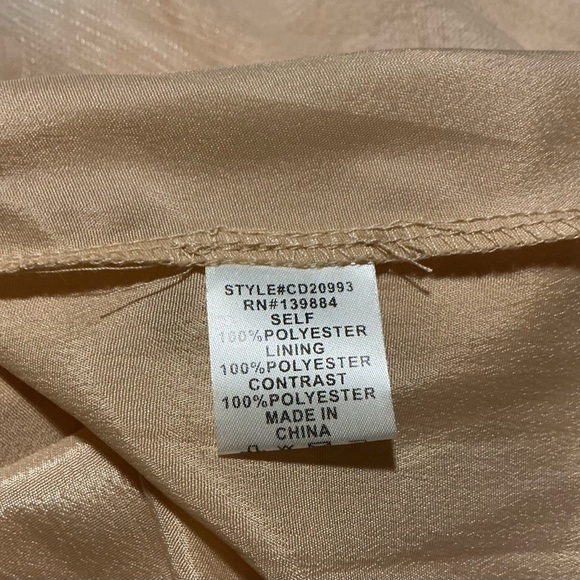 STYLE#CD20993
RN#139884
SELF
100%POLYESTER
LINING
100%POLYESTER
CONTRAST
100%POLYESTER
MADE IN
CHINA